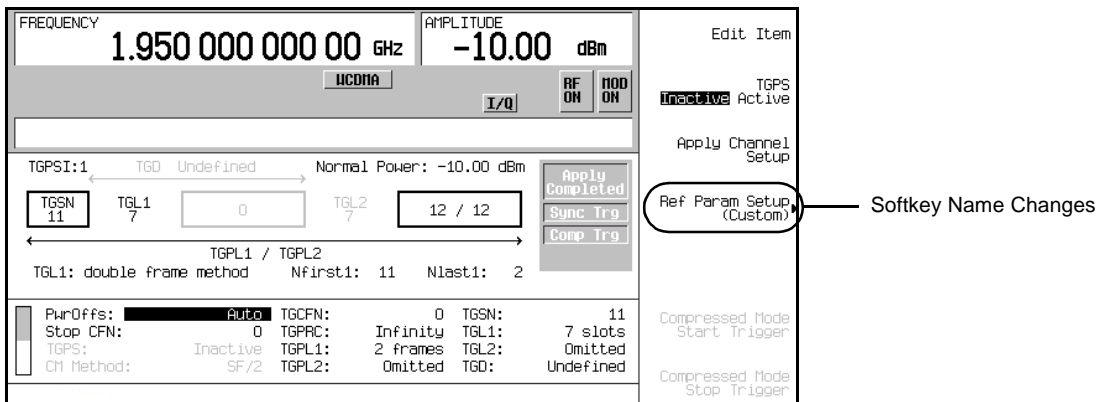 FREQUENCY
1.950 000 000 00 GHz
AMPLITUDE
-10.00 dBm
WCDMA
I/Q
RF ON
MOD ON
TGPSI:1 TGD Undefined Normal Power: -10.00 dBm
TGSN
11
TGL1
7
0
TGL2
7
12 / 12
Apply Completed
Sync Trg
Comp Trg
TGPL1 / TGPL2
TGL1: double frame method Nfirst1: 11 Nlast1: 2
PwrOffs: Auto TGCFN: 0 TGSN: 11
Stop CFN: 0 TGPRC: Infinity TGL1: 7 slots
TGPS: Inactive TGPL1: 2 frames TGL2: Omitted
CM Method: SF/2 TGPL2: Omitted TGD: Undefined
Edit Item
TGPS
Inactive Active
Apply Channel
Setup
Ref Param Setup
(Custom)
Softkey Name Changes
Compressed Mode
Start Trigger
Compressed Mode
Stop Trigger